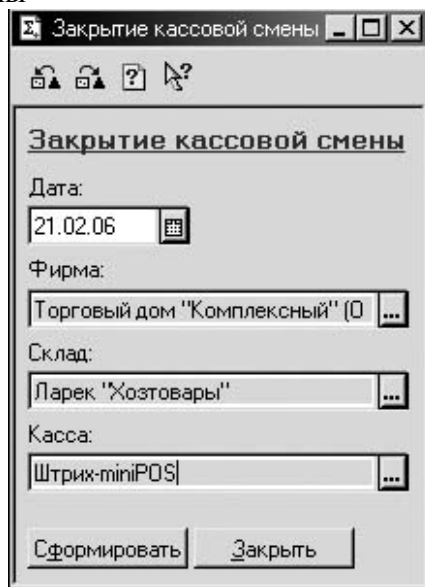 Закрытие кассовой смены
Закрытие кассовой смены
Дата:
21.02.06
Фирма:
Торговый дом "Комплексный" (О ...
Склад:
Ларек "Хозтовары" ...
Касса:
Штрих-miniPOS ...
Сформировать Закрыть